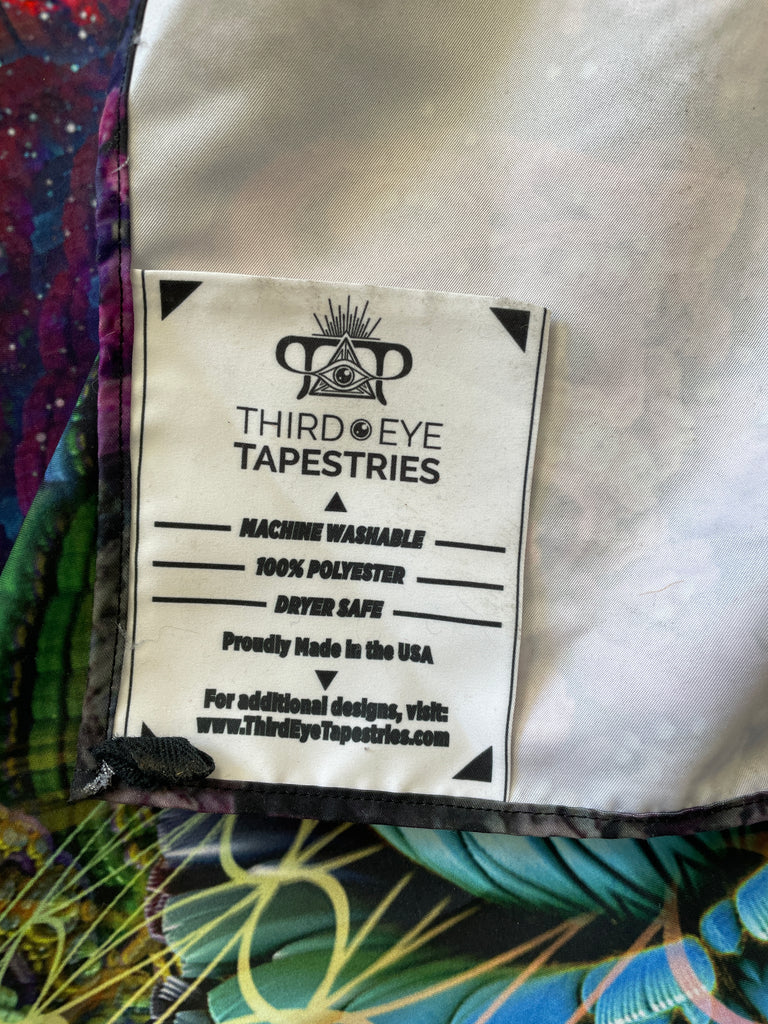 TAP
THIRD EYE
TAPESTRIES
MACHINE WASHABLE
100% POLYESTER
DRYER SAFE
Proudly Made in the USA
For additional designs, visit:
www.ThirdEyeTapestries.com